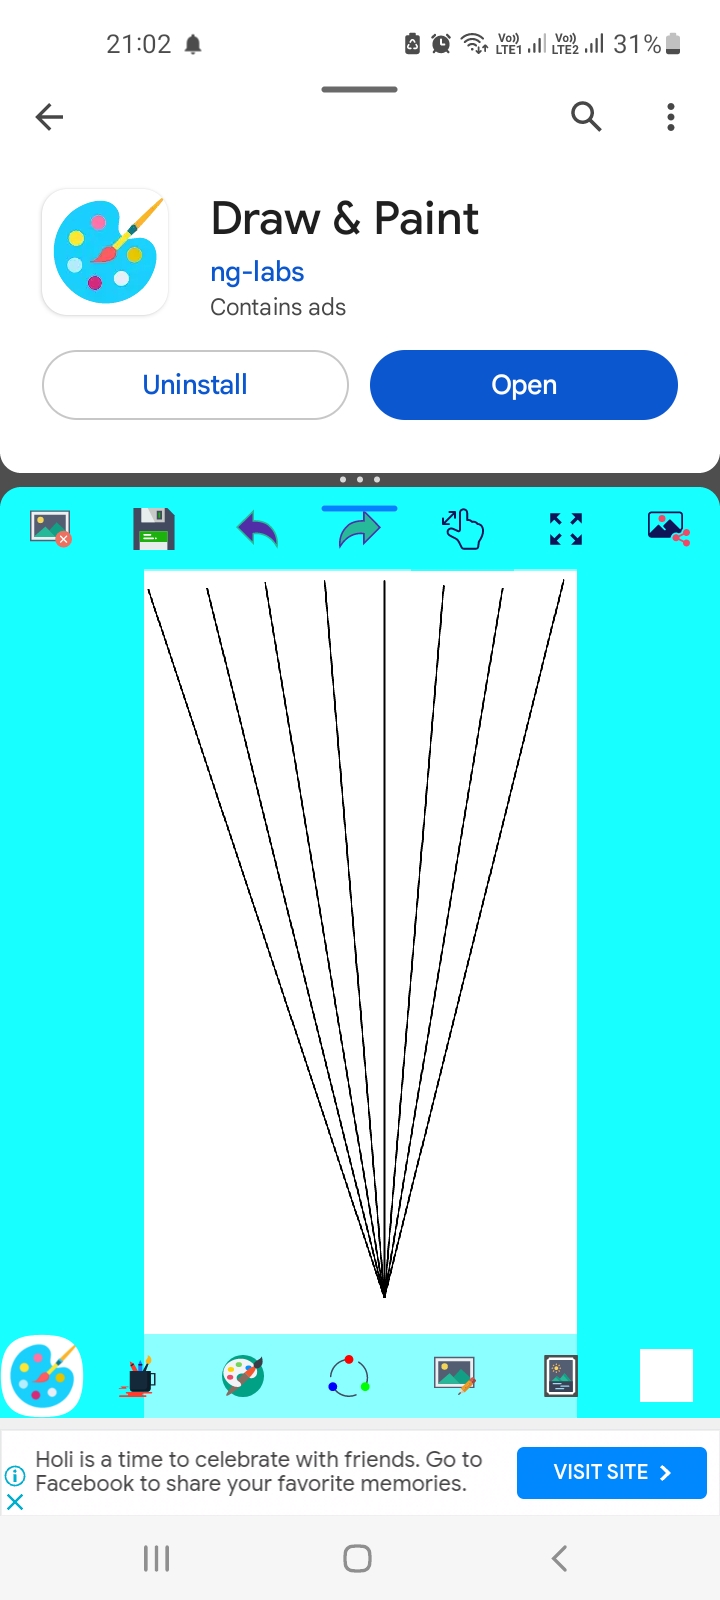 21:02
Vo)) LTE1 Vo)) LTE2 31%
Draw & Paint
ng-labs
Contains ads
Uninstall Open
Holi is a time to celebrate with friends. Go to
Facebook to share your favorite memories.
VISIT SITE